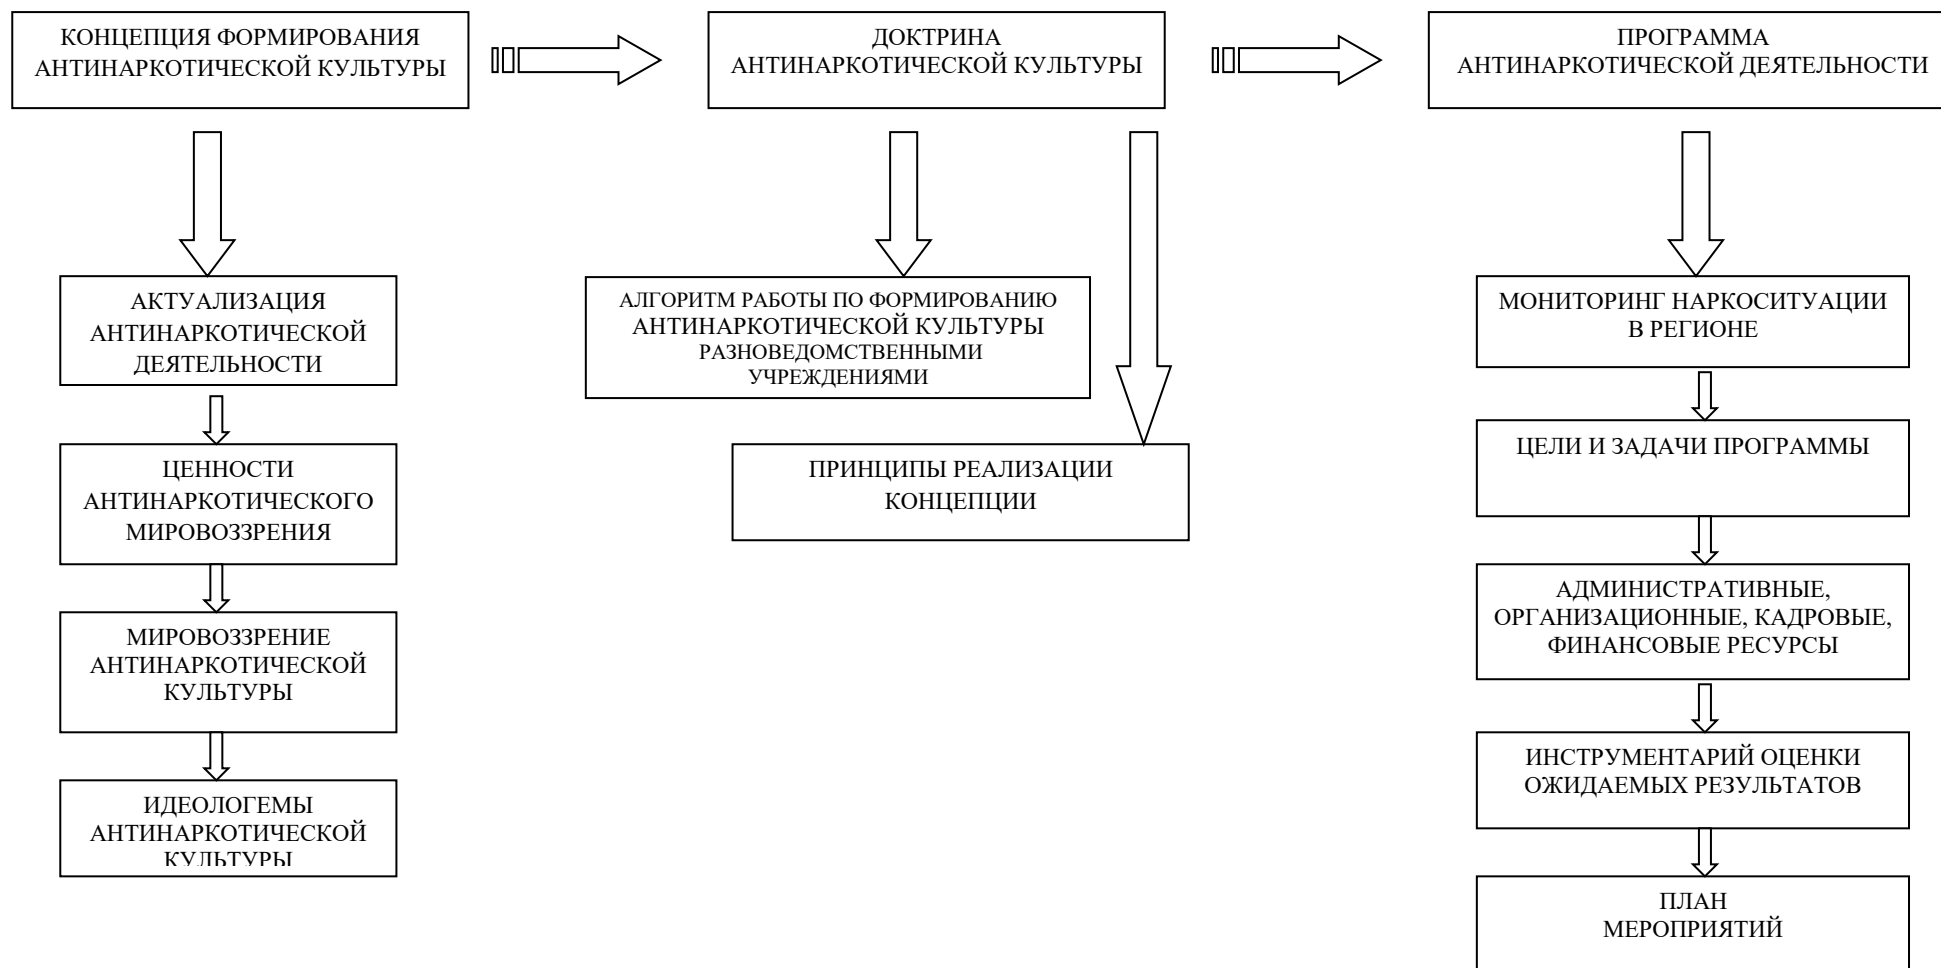 КОНЦЕПЦИЯ ФОРМИРОВАНИЯ
АНТИНАРКОТИЧЕСКОЙ КУЛЬТУРЫ
ДОКТРИНА
АНТИНАРКОТИЧЕСКОЙ КУЛЬТУРЫ
ПРОГРАММА
АНТИНАРКОТИЧЕСКОЙ ДЕЯТЕЛЬНОСТИ
АКТУАЛИЗАЦИЯ
АНТИНАРКОТИЧЕСКОЙ
ДЕЯТЕЛЬНОСТИ
ЦЕННОСТИ
АНТИНАРКОТИЧЕСКОГО
МИРОВОЗЗРЕНИЯ
МИРОВОЗЗРЕНИЕ
АНТИНАРКОТИЧЕСКОЙ
КУЛЬТУРЫ
ИДЕОЛОГЕМЫ
АНТИНАРКОТИЧЕСКОЙ
КУЛЬТУРЫ
АЛГОРИТМ РАБОТЫ ПО ФОРМИРОВАНИЮ
АНТИНАРКОТИЧЕСКОЙ КУЛЬТУРЫ
РАЗНОВЕДОМСТВЕННЫМИ
УЧРЕЖДЕНИЯМИ
ПРИНЦИПЫ РЕАЛИЗАЦИИ
КОНЦЕПЦИИ
МОНИТОРИНГ НАРКОСИТУАЦИИ
В РЕГИОНЕ
ЦЕЛИ И ЗАДАЧИ ПРОГРАММЫ
АДМИНИСТРАТИВНЫЕ,
ОРГАНИЗАЦИОННЫЕ, КАДРОВЫЕ,
ФИНАНСОВЫЕ РЕСУРСЫ
ИНСТРУМЕНТАРИЙ ОЦЕНКИ
ОЖИДАЕМЫХ РЕЗУЛЬТАТОВ
ПЛАН
МЕРОПРИЯТИЙ